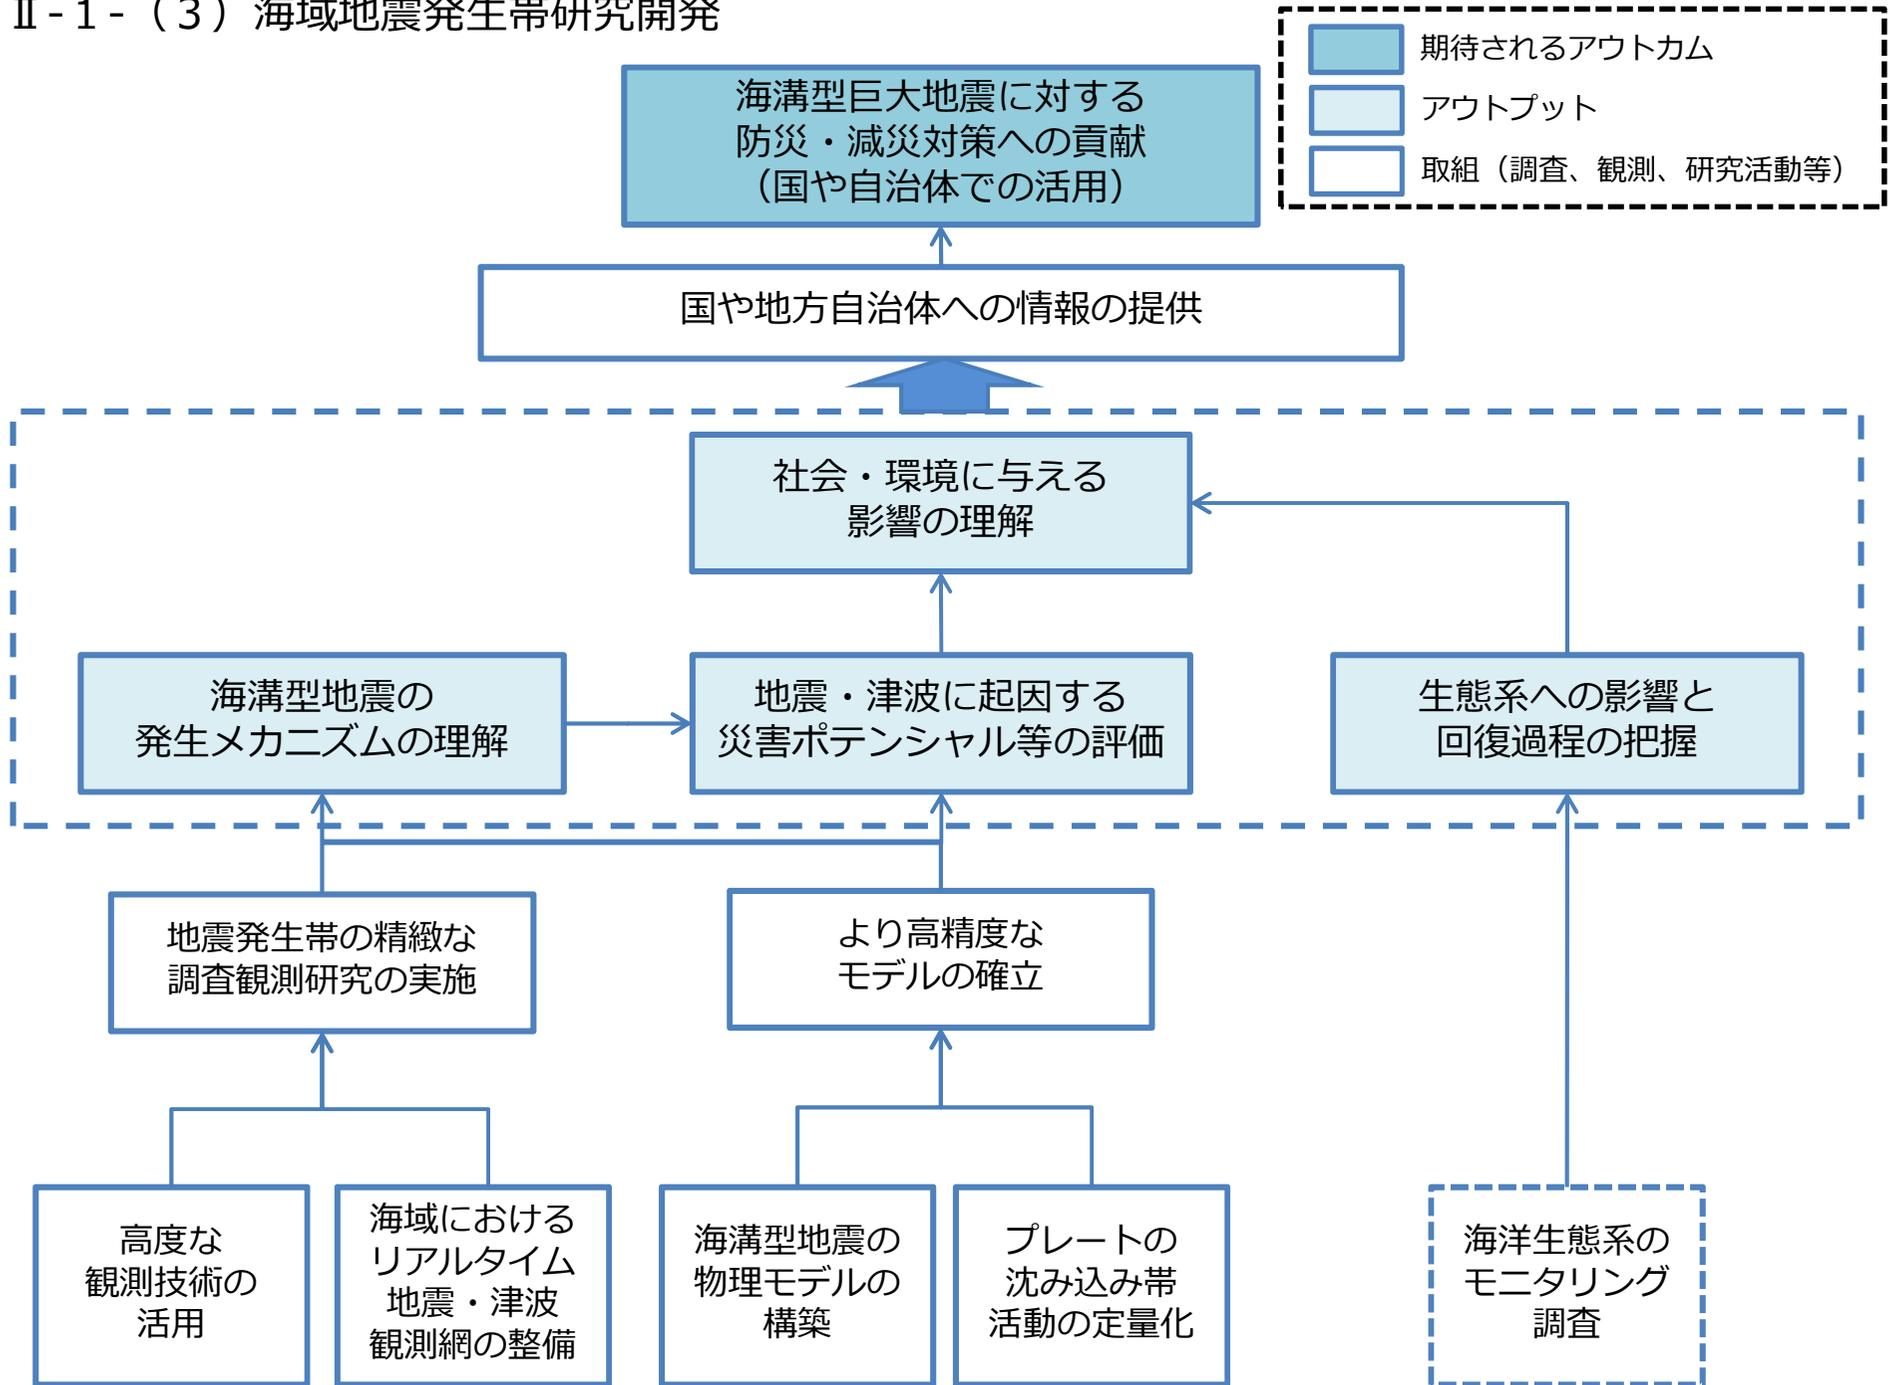 Ⅱ-1-（3）海域地震発生帯研究開発
期待されるアウトカム
アウトプット
取組（調査、観測、研究活動等）
海溝型巨大地震に対する
防災・減災対策への貢献
（国や自治体での活用）
国や地方自治体への情報の提供
社会・環境に与える
影響の理解
海溝型地震の
発生メカニズムの理解
地震・津波に起因する
災害ポテンシャル等の評価
生態系への影響と
回復過程の把握
地震発生帯の精緻な
調査観測研究の実施
より高精度な
モデルの確立
高度な
観測技術の
活用
海域における
リアルタイム
地震・津波
観測網の整備
海溝型地震の
物理モデルの
構築
プレートの
沈み込み帯
活動の定量化
海洋生態系の
モニタリング
調査